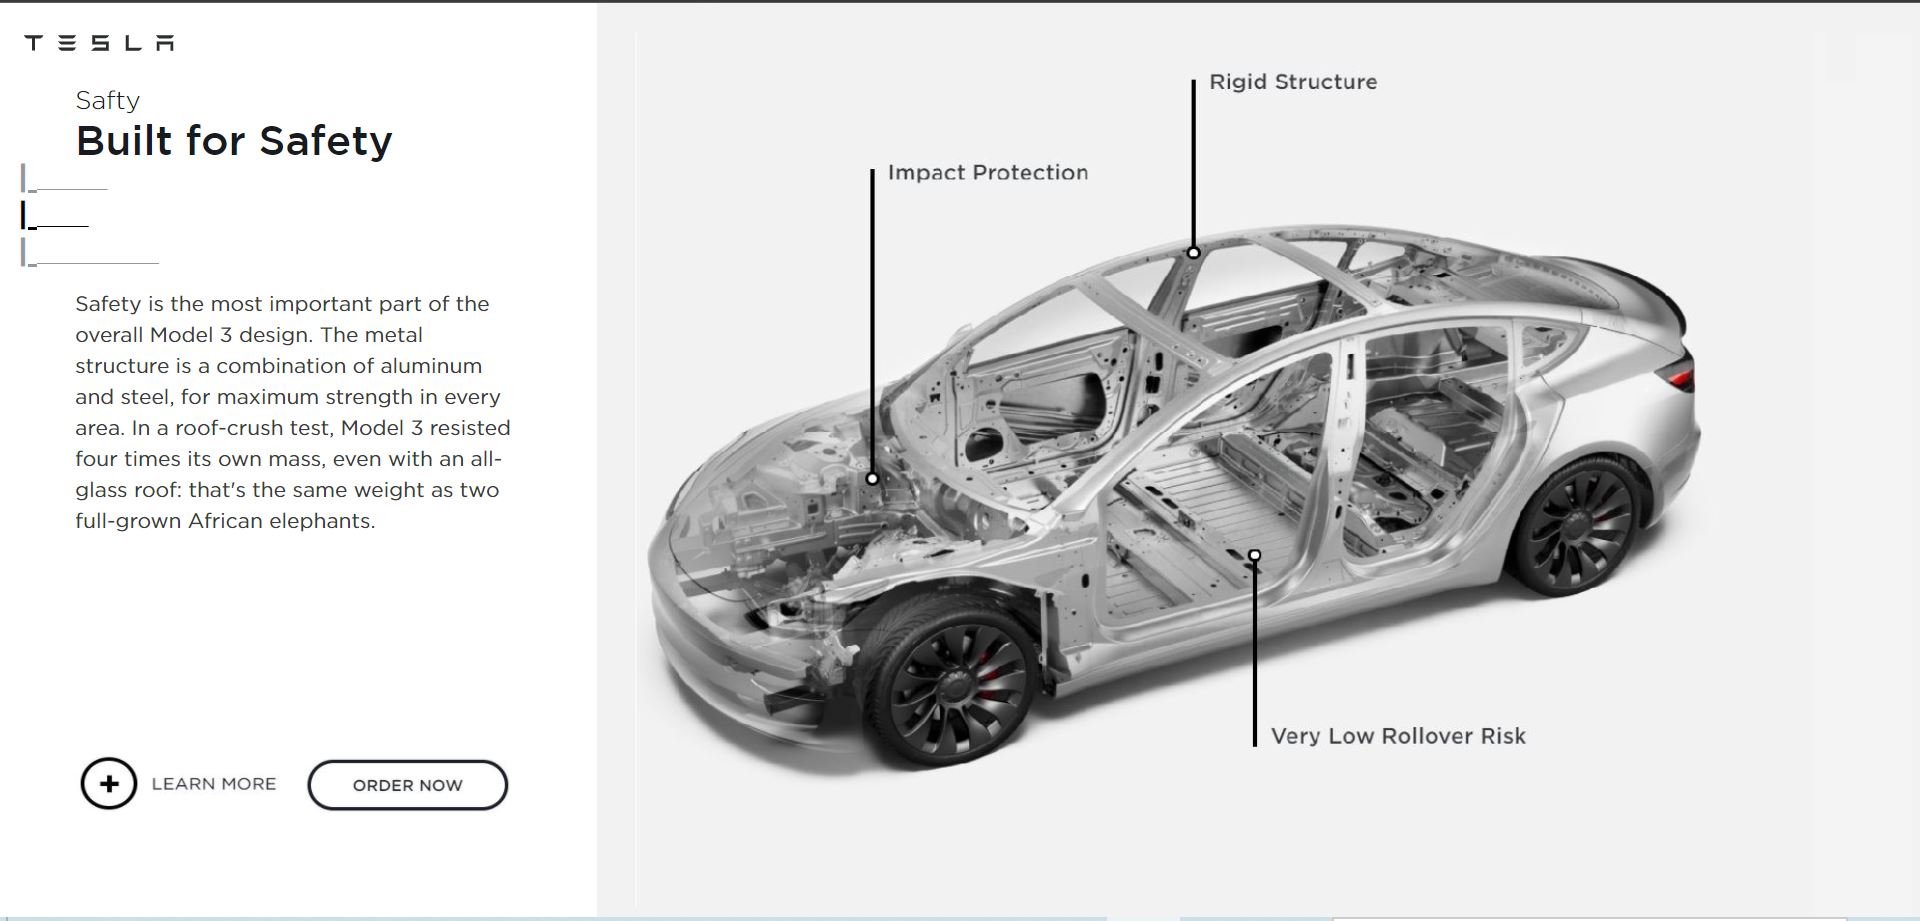 TESLA
Safty
Built for Safety
Safety is the most important part of the
overall Model 3 design. The metal
structure is a combination of aluminum
and steel, for maximum strength in every
area. In a roof-crush test, Model 3 resisted
four times its own mass, even with an all-
glass roof: that's the same weight as two
full-grown African elephants.
LEARN MORE
ORDER NOW
Rigid Structure
Impact Protection
Very Low Rollover Risk